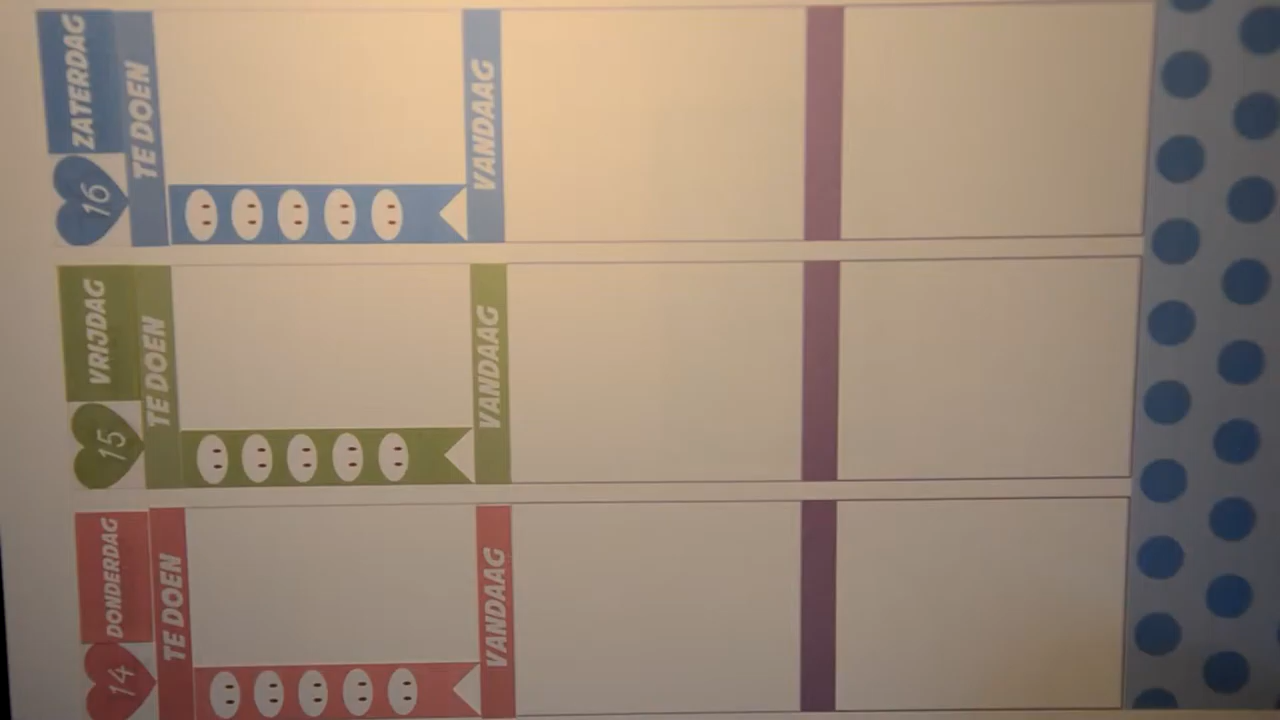 14
DONDERDAG
TE DOEN
VANDAAG
15
VRIJDAG
TE DOEN
VANDAAG
16
ZATERDAG
TE DOEN
VANDAAG